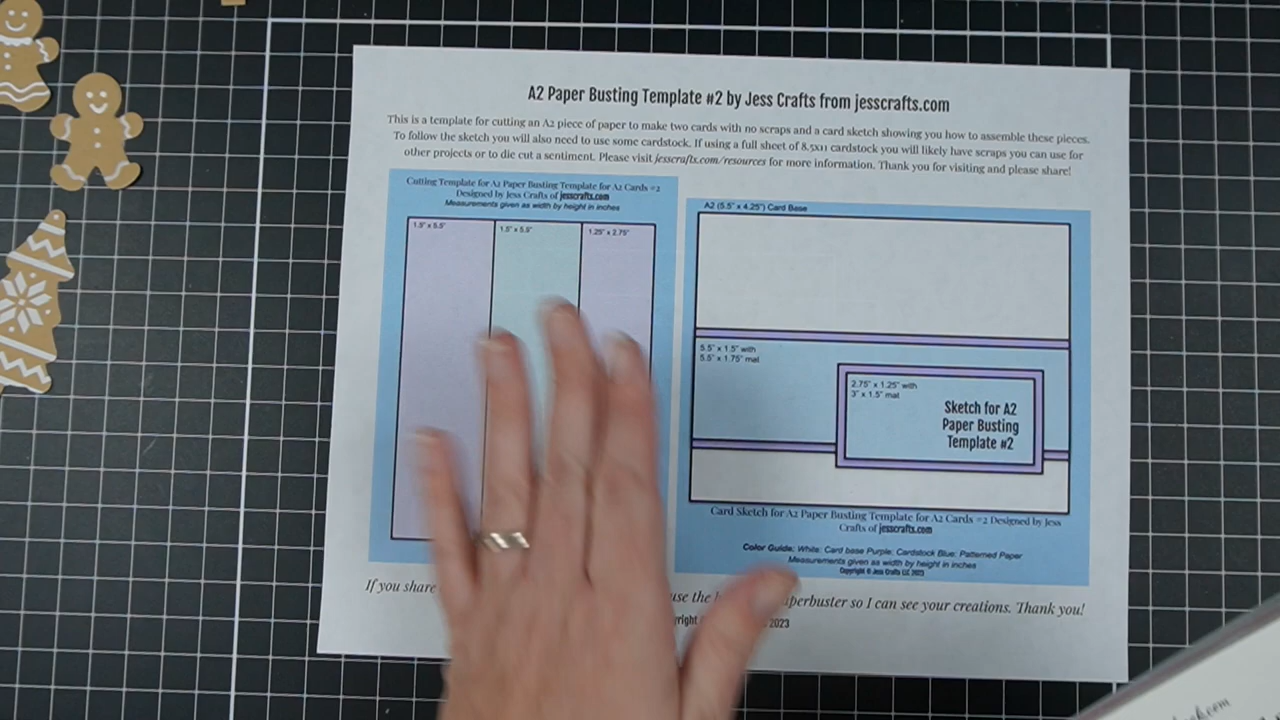 A2 Paper Busting Template #2 by Jess Crafts from jesscrafts.com
This is a template for cutting an A2 piece of paper to make two cards with no scraps and a card sketch showing you how to assemble these pieces.
To follow the sketch you will also need to use some cardstock. If using a full sheet of 8.5x11 cardstock you will likely have scraps you can use for
other projects or to die cut a sentiment. Please visit jesscrafts.com/resources for more information. Thank you for visiting and please share!
Cutting Template for A2 Paper Busting Template for A2 Cards #2
Designed by Jess Crafts of jesscrafts.com
Measurements given as width by height in inches
1.5" x 5.5"
1.5" x 5.5"
1.25" x 2.75"
A2 (5.5" x 4.25") Card Base
5.5" x 1.5" with
5.5" x 1.75" mat
2.75" x 1.25" with
3" x 1.5" mat
Sketch for A2
Paper Busting
Template #2
Card Sketch for A2 Paper Busting Template for A2 Cards #2 Designed by Jess
Crafts of jesscrafts.com
Color Guide: White: Card base Purple: Cardstock Blue: Patterned Paper
Measurements given as width by height in inches
Copyright © Jess Crafts LLC 2023
If you share use the so I can see your creations. Thank you!
2023